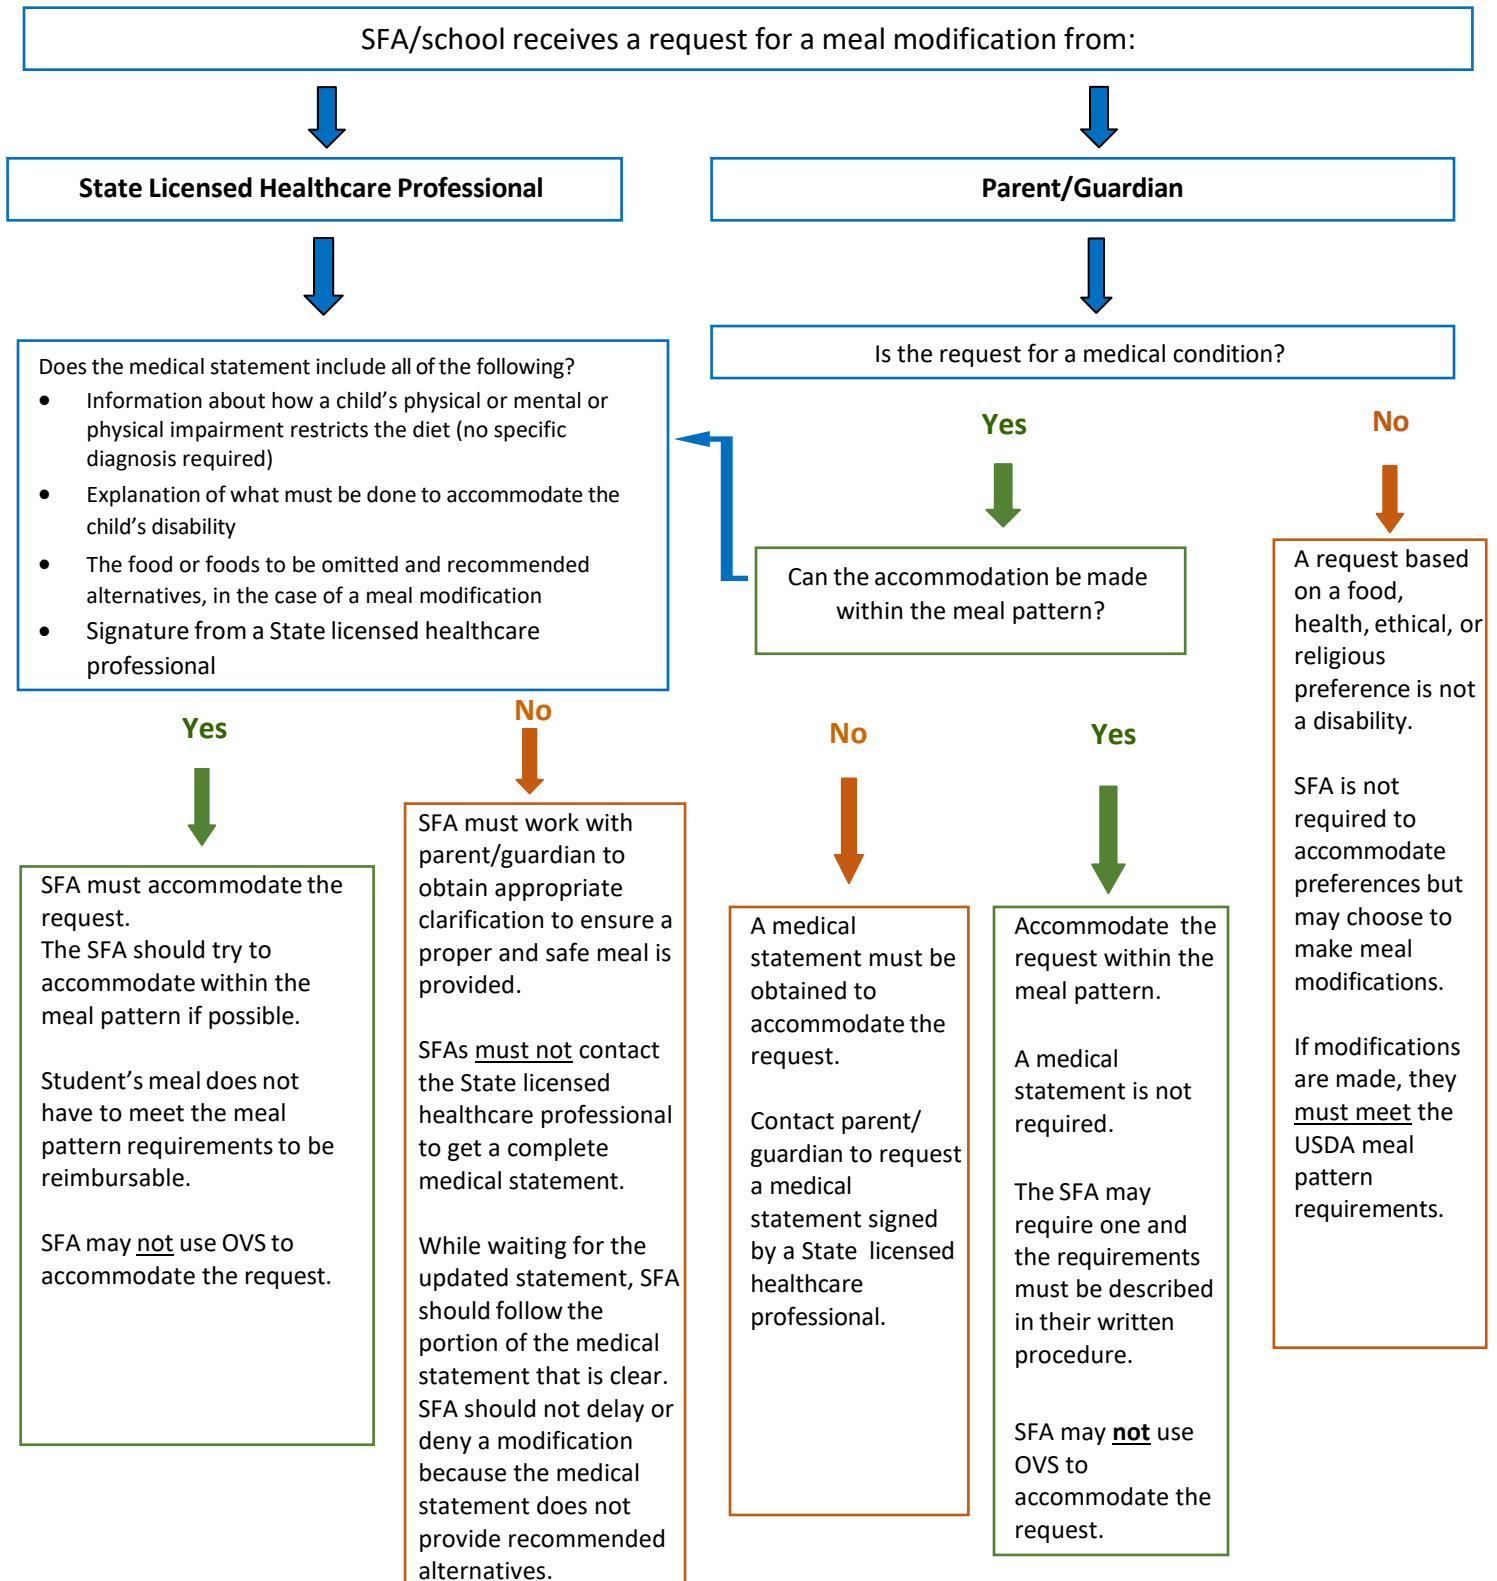 SFA/school receives a request for a meal modification from:
State Licensed Healthcare Professional
Parent/Guardian
Does the medical statement include all of the following?
• Information about how a child's physical or mental or
physical impairment restricts the diet (no specific
diagnosis required)
• Explanation of what must be done to accommodate the
child's disability
• The food or foods to be omitted and recommended
alternatives, in the case of a meal modification
• Signature from a State licensed healthcare
professional
Is the request for a medical condition?
Yes
No
Can the accommodation be made
within the meal pattern?
A request based
on a food,
health, ethical, or
religious
preference is not
a disability.
SFA is not
required to
accommodate
preferences but
may choose to
make meal
modifications.
If modifications
are made, they
must meet the
USDA meal
pattern
requirements.
Yes
No
No
Yes
SFA must accommodate the
request.
The SFA should try to
accommodate within the
meal pattern if possible.
Student's meal does not
have to meet the meal
pattern requirements to be
reimbursable.
SFA may not use OVS to
accommodate the request.
SFA must work with
parent/guardian to
obtain appropriate
clarification to ensure a
proper and safe meal is
provided.
SFAs must not contact
the State licensed
healthcare professional
to get a complete
medical statement.
While waiting for the
updated statement, SFA
should follow the
portion of the medical
statement that is clear.
SFA should not delay or
deny a modification
because the medical
statement does not
provide recommended
alternatives.
A medical
statement must be
obtained to
accommodate the
request.
Contact parent/
guardian to request
a medical
statement signed
by a State licensed
healthcare
professional.
Accommodate the
request within the
meal pattern.
A medical
statement is not
required.
The SFA may
require one and
the requirements
must be described
in their written
procedure.
SFA may not use
OVS to
accommodate the
request.